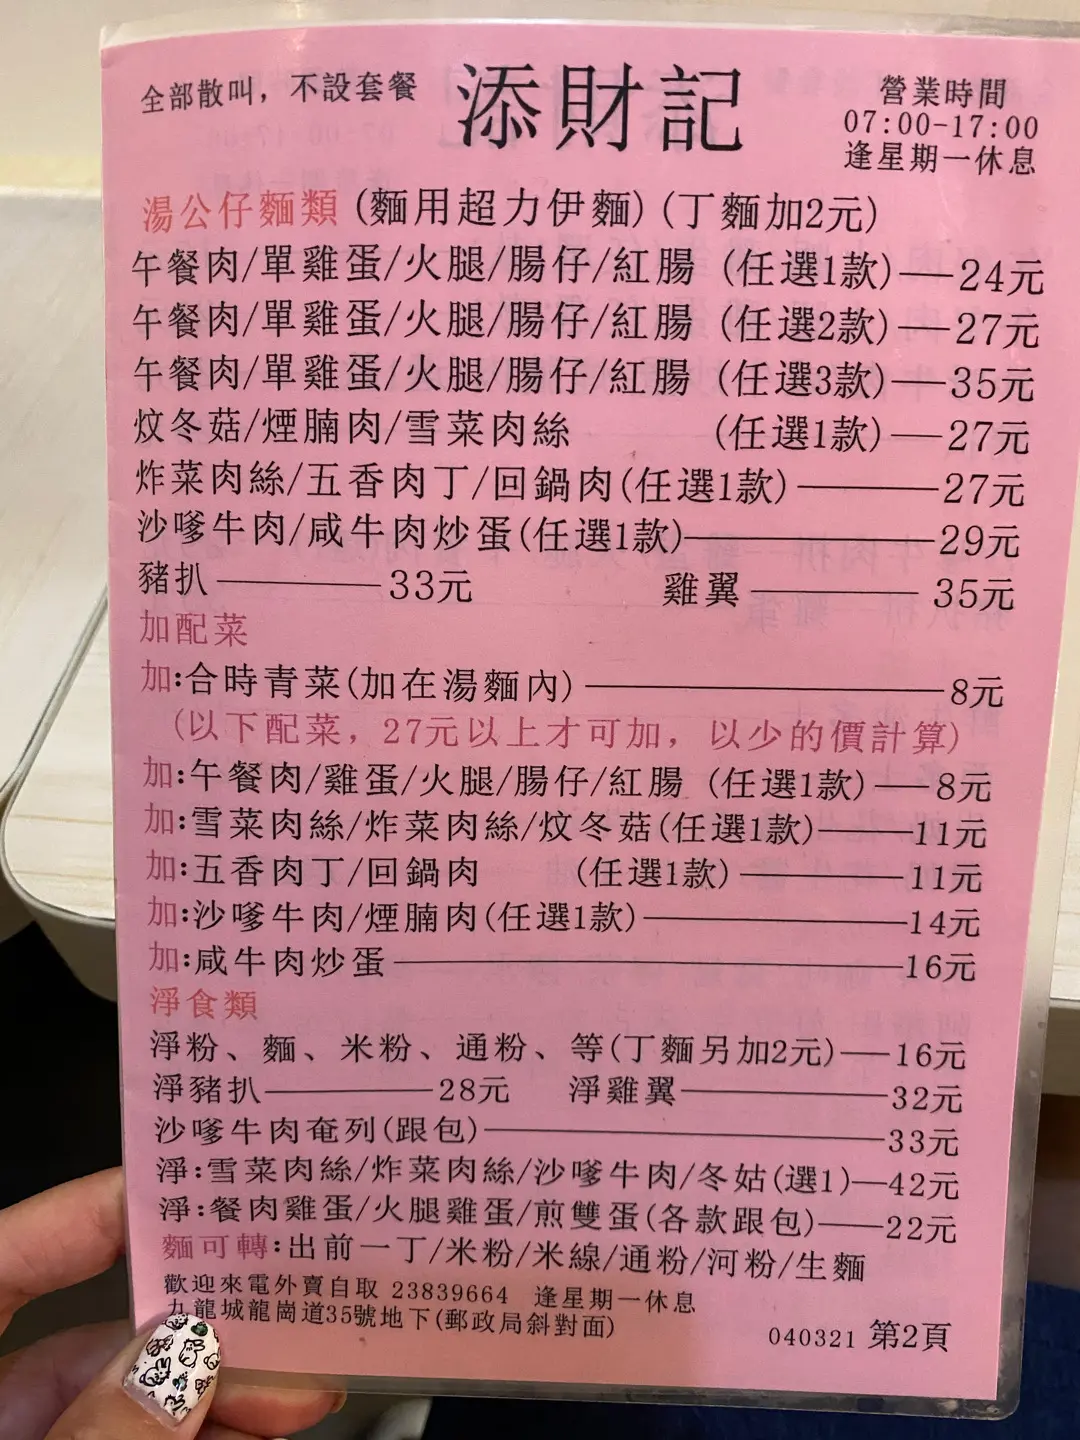 全部散叫，不設套餐
添財記
營業時間
07:00-17:00
逢星期一休息
湯公仔麵類(麵用超力伊麵)(丁麵加2元)
午餐肉/單雞蛋/火腿/腸仔/紅腸 (任選1款)——24元
午餐肉/單雞蛋/火腿/腸仔/紅腸 (任選2款)——27元
午餐肉/單雞蛋/火腿/腸仔/紅腸 (任選3款)——35元
炆冬菇/煙腩肉/雪菜肉絲 (任選1款)——27元
炸菜肉絲/五香肉丁/回鍋肉(任選1款)————27元
沙嗲牛肉/咸牛肉炒蛋(任選1款)————29元
豬扒————33元 雞翼————35元
加配菜
加:合時青菜(加在湯麵內)————8元
(以下配菜，27元以上才可加，以少的價計算)
加:午餐肉/雞蛋/火腿/腸仔/紅腸 (任選1款)——8元
加:雪菜肉絲/炸菜肉絲/炆冬菇(任選1款)——11元
加:五香肉丁/回鍋肉 (任選1款)————11元
加:沙嗲牛肉/煙腩肉(任選1款)————14元
加:咸牛肉炒蛋————16元
淨食類
淨粉、麵、米粉、通粉、等(丁麵另加2元)——16元
淨豬扒————28元 淨雞翼————32元
沙嗲牛肉奄列(跟包)————33元
淨:雪菜肉絲/炸菜肉絲/沙嗲牛肉/冬姑(選1)—42元
淨:餐肉雞蛋/火腿雞蛋/煎雙蛋(各款跟包)——22元
麵可轉:出前一丁/米粉/米線/通粉/河粉/生麵
歡迎來電外賣自取 23839664 逢星期一休息
九龍城龍崗道35號地下(郵政局斜對面)
040321 第2頁